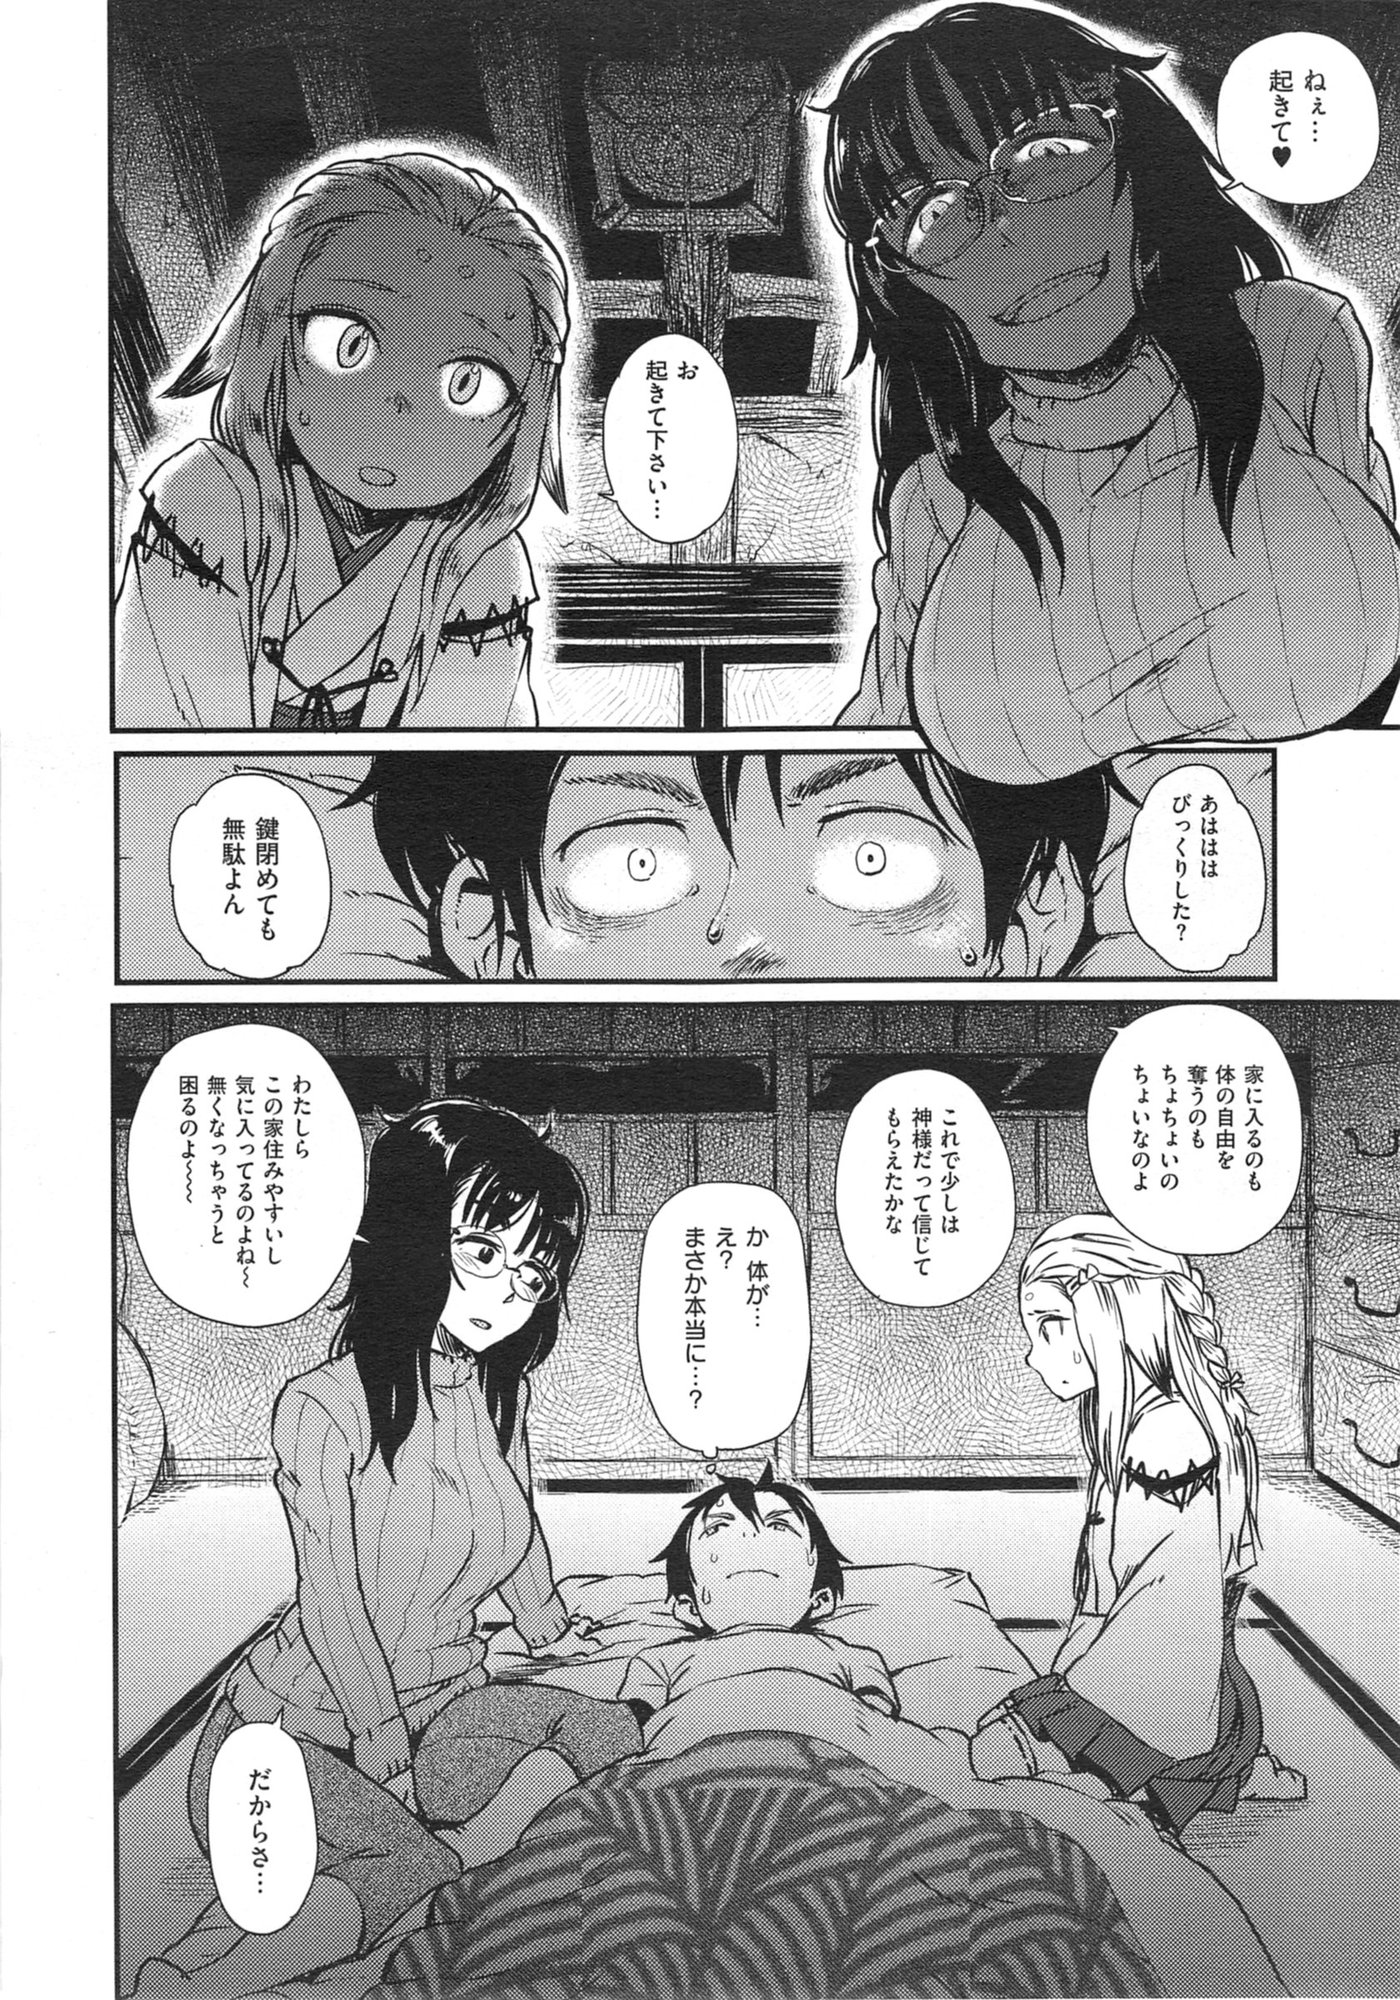 ねぇ…
起きて♥
お
起きて下さい…
あははは
びっくりした？
鍵閉めても
無駄よん
家に入るのも
体の自由を
奪うのも
ちょちょいの
ちょいなのよ
これで少しは
神様だって信じて
もらえたかな
か 体が…
え？
まさか本当に…？
わたしら
この家住みやすいし
気に入ってるのよね〜
無くなっちゃうと
困るのよ〜〜
だからさ…